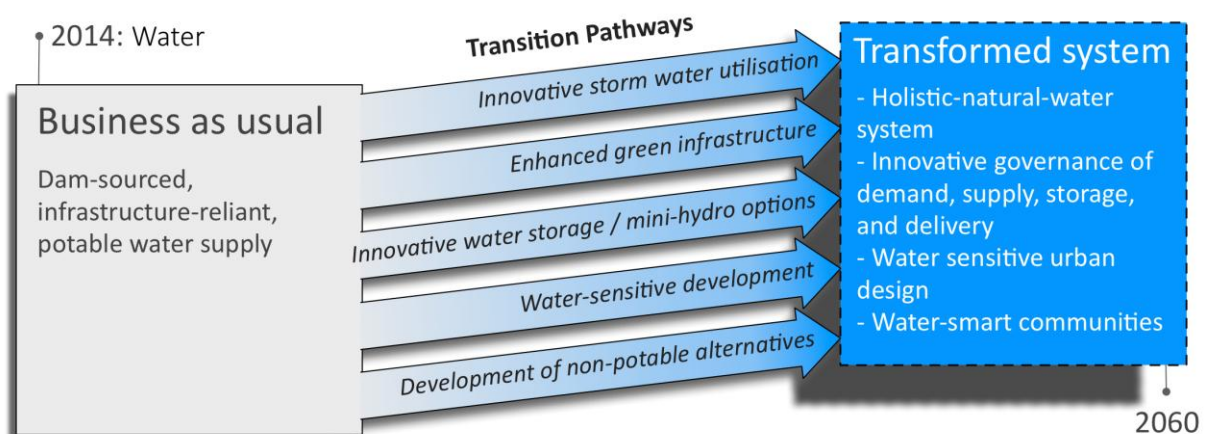 2014: Water
Business as usual
Dam-sourced,
infrastructure-reliant,
potable water supply
Transition Pathways
Innovative storm water utilisation
Enhanced green infrastructure
Innovative water storage / mini-hydro options
Water-sensitive development
Development of non-potable alternatives
Transformed system
- Holistic-natural-water
system
- Innovative governance of
demand, supply, storage,
and delivery
- Water sensitive urban
design
- Water-smart communities
2060